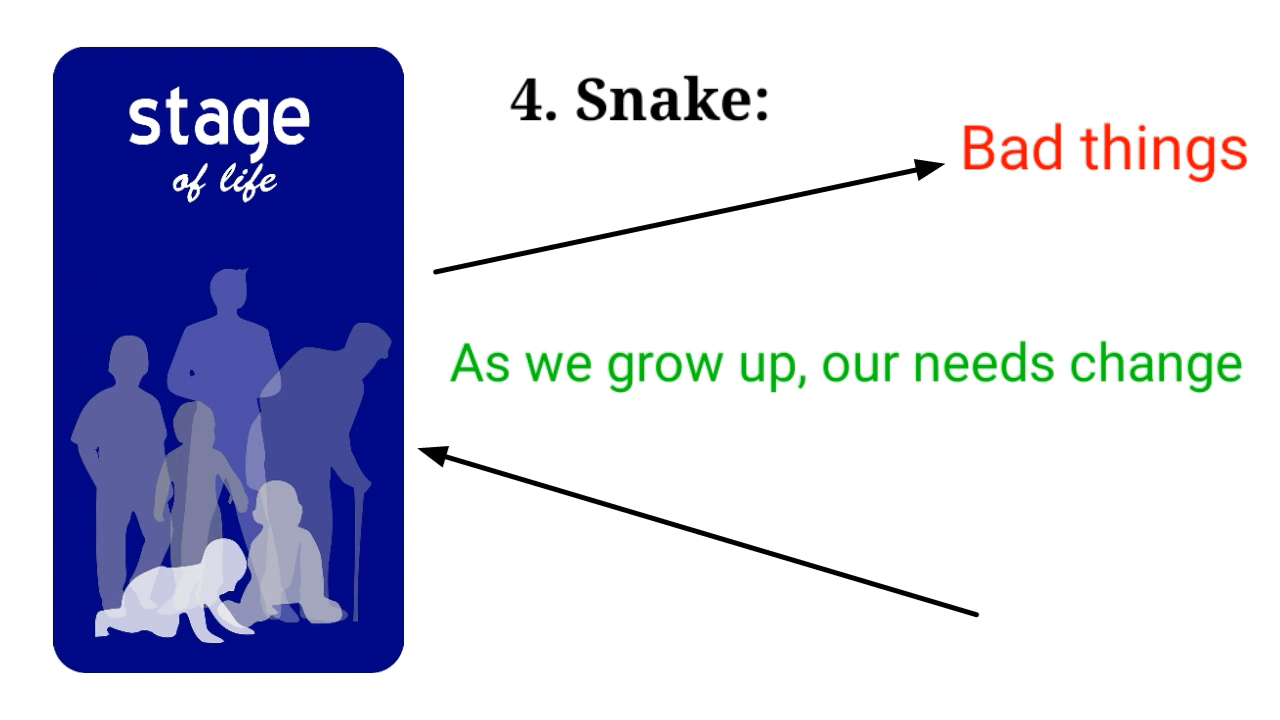 stage
of life
4. Snake:
Bad things
As we grow up, our needs change